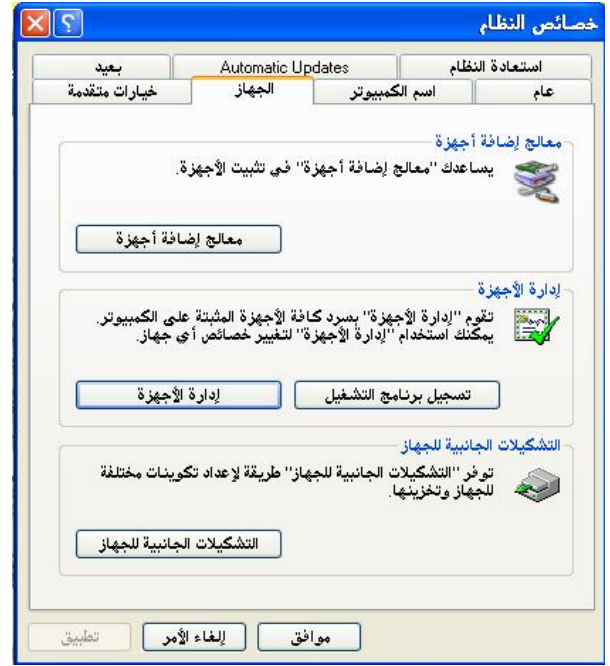 خصائص النظام
استعادة النظام
Automatic Updates
بعيد
عام
اسم الكمبيوتر
الجهاز
خيارات متقدمة
معالج إضافة أجهزة
يساعدك "معالج إضافة أجهزة" في تثبيت الأجهزة.
معالج إضافة أجهزة
إدارة الأجهزة
تقوم "إدارة الأجهزة" بسرد كافة الأجهزة المثبتة على الكمبيوتر.
يمكنك استخدام "إدارة الأجهزة" لتغيير خصائص أي جهاز.
تسجيل برنامج التشغيل
إدارة الأجهزة
التشكيلات الجانبية للجهاز
توفر "التشكيلات الجانبية للجهاز" طريقة لإعداد تكوينات مختلفة
للجهاز وتخزينها.
التشكيلات الجانبية للجهاز
موافق
إلغاء الأمر
تطبيق